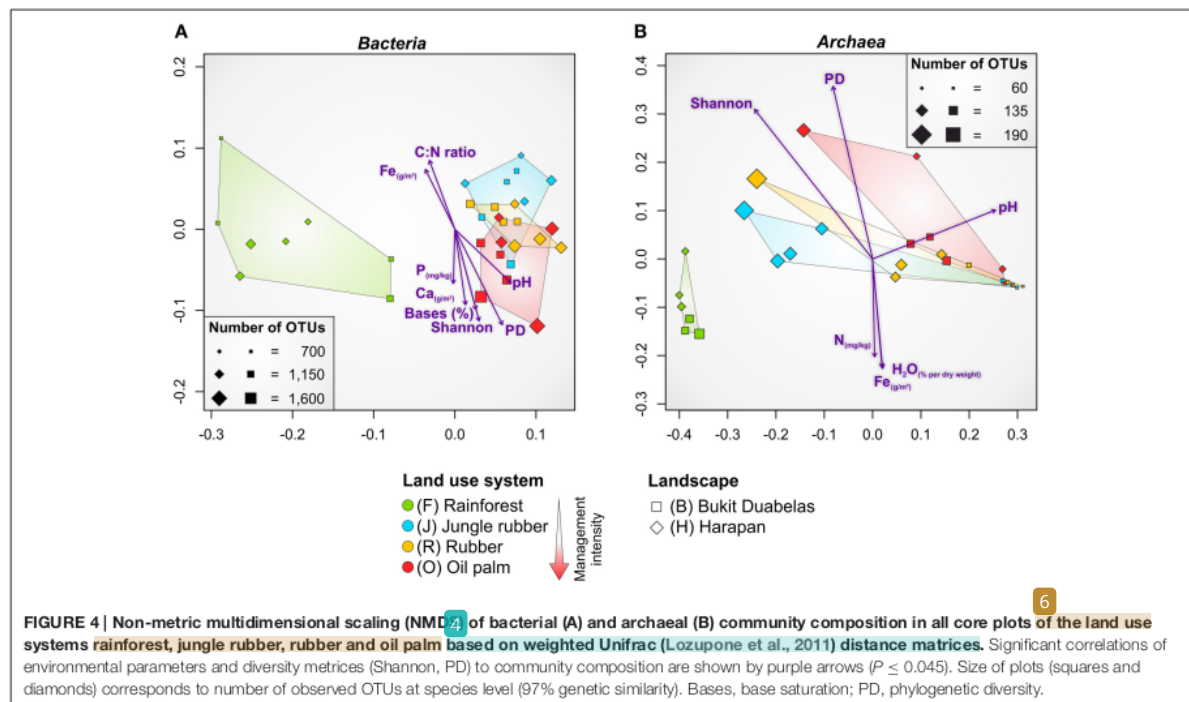 A
Bacteria
0.2
0.1
0.0
-0.1
-0.2
C:N ratio
Fe(g/m²)
P(mg/kg)
Ca(g/m²)
Bases (%)
Shannon
PD
pH
Number of OTUs
= 700
= 1,150
= 1,600
-0.3 -0.2 -0.1 0.0 0.1
B
Archaea
0.4
0.3
0.2
0.1
0.0
-0.1
-0.2
-0.3
PD
Shannon
pH
N(mg/kg)
H2O(% per dry weight)
Fe(g/m²)
Number of OTUs
= 60
= 135
= 190
-0.4 -0.3 -0.2 -0.1 0.0 0.1 0.2 0.3
Land use system
(F) Rainforest
(J) Jungle rubber
(R) Rubber
(O) Oil palm
Management
intensity
Landscape
(B) Bukit Duabelas
(H) Harapan
6
4
FIGURE 4 | Non-metric multidimensional scaling (NMDS) of bacterial (A) and archaeal (B) community composition in all core plots of the land use
systems rainforest, jungle rubber, rubber and oil palm based on weighted Unifrac (Lozupone et al., 2011) distance matrices. Significant correlations of
environmental parameters and diversity metrices (Shannon, PD) to community composition are shown by purple arrows (P ≤ 0.045). Size of plots (squares and
diamonds) corresponds to number of observed OTUs at species level (97% genetic similarity). Bases, base saturation; PD, phylogenetic diversity.